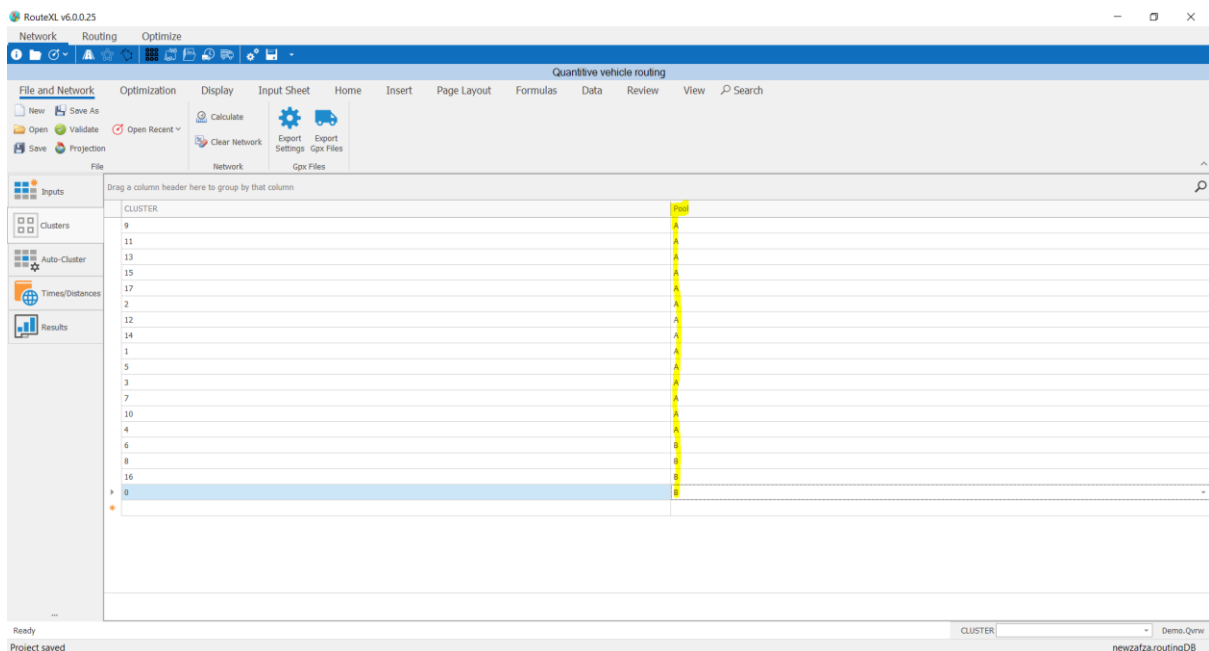 RouteXL v6.0.0.25
Network Routing Optimize
Quantitive vehicle routing
File and Network Optimization Display Input Sheet Home Insert Page Layout Formulas Data Review View Search
New Save As
Open Validate Open Recent
Save Projection
Calculate
Clear Network
Export Settings
Export Gpx Files
File Network Gpx Files
Inputs
Clusters
Auto-Cluster
Times/Distances
Results
...
Drag a column header here to group by that column
CLUSTER Pool
9 A
11 A
13 A
15 A
17 A
2 A
12 A
14 A
1 A
5 A
3 A
7 A
10 A
4 A
6 B
8 B
16 B
0 B
Ready CLUSTER Demo.Qvrw
Project saved newzafza.routingDB